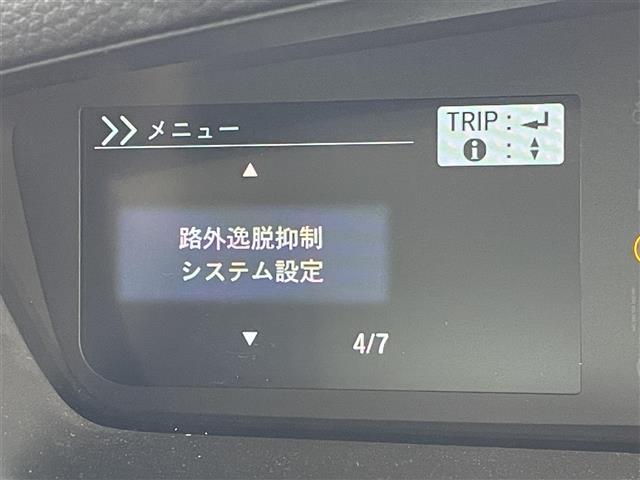 メニュー
TRIP :
:
路外逸脱抑制
システム設定
4/7